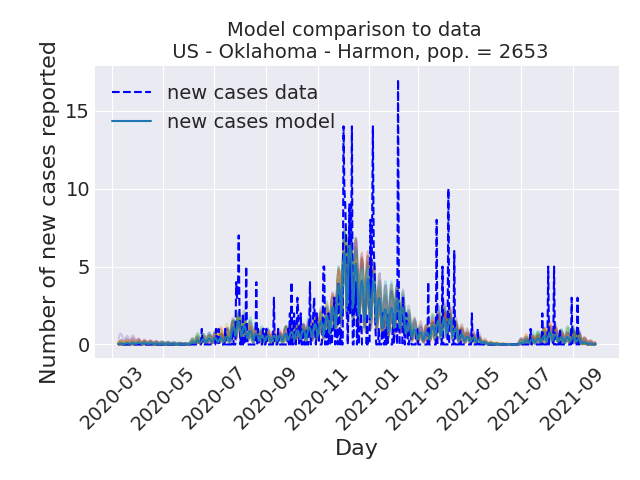 Model comparison to data
US - Oklahoma - Harmon, pop. = 2653
new cases data
new cases model
Number of new cases reported
15
10
5
0
2020-03
2020-05
2020-07
2020-09
2020-11
2021-01
2021-03
2021-05
2021-07
2021-09
Day